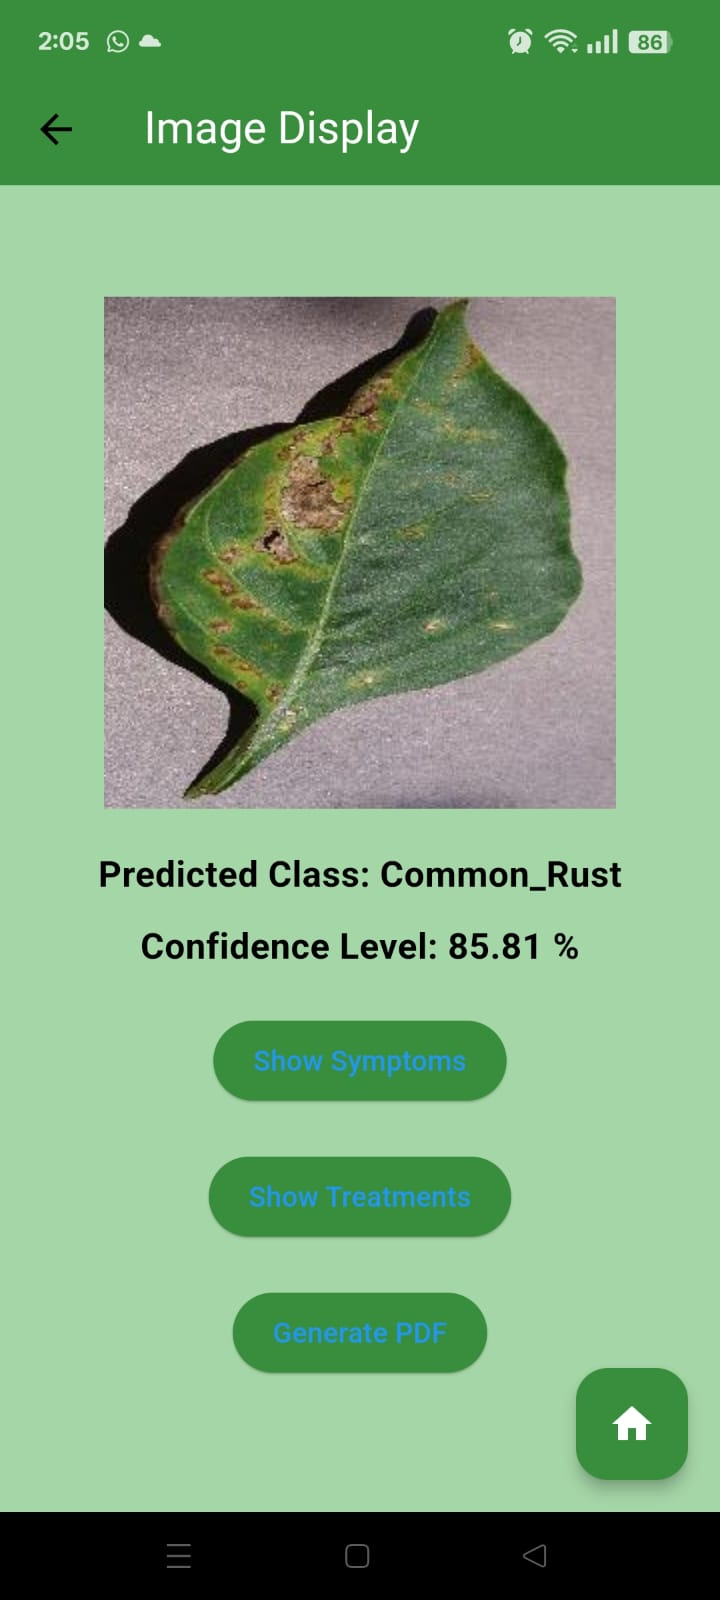 2:05
86
Image Display
Predicted Class: Common_Rust
Confidence Level: 85.81 %
Show Symptoms
Show Treatments
Generate PDF